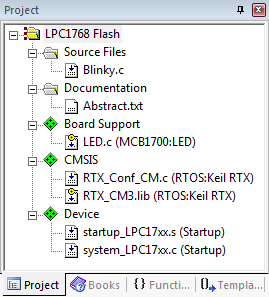 Project
LPC1768 Flash
Source Files
Blinky.c
Documentation
Abstract.txt
Board Support
LED.c (MCB1700:LED)
CMSIS
RTX_Conf_CM.c (RTOS:Keil RTX)
RTX_CM3.lib (RTOS:Keil RTX)
Device
startup_LPC17xx.s (Startup)
system_LPC17xx.c (Startup)
Project Books {} Functi... 0 Templa...